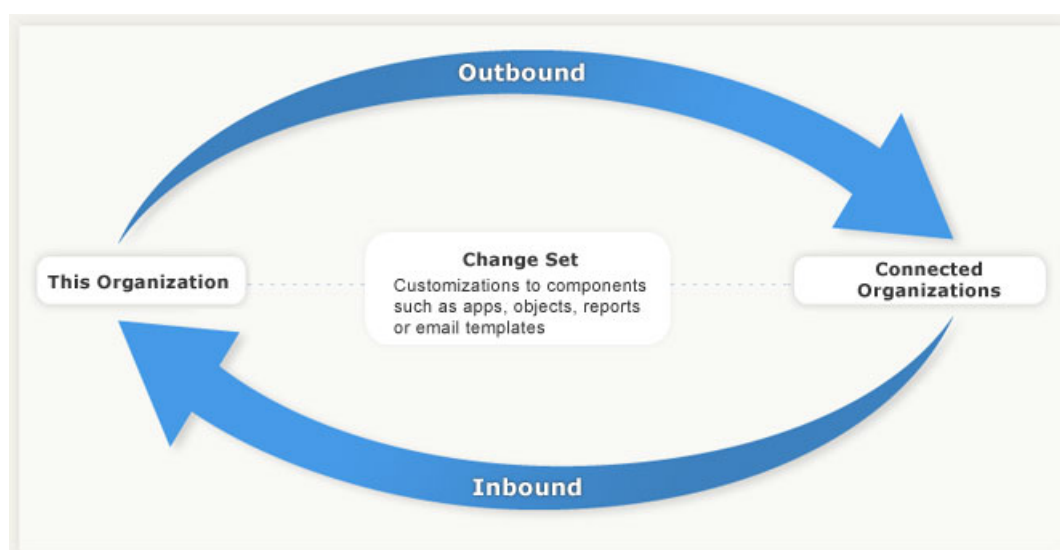 Outbound
This Organization
Change Set
Customizations to components
such as apps, objects, reports
or email templates
Connected
Organizations
Inbound